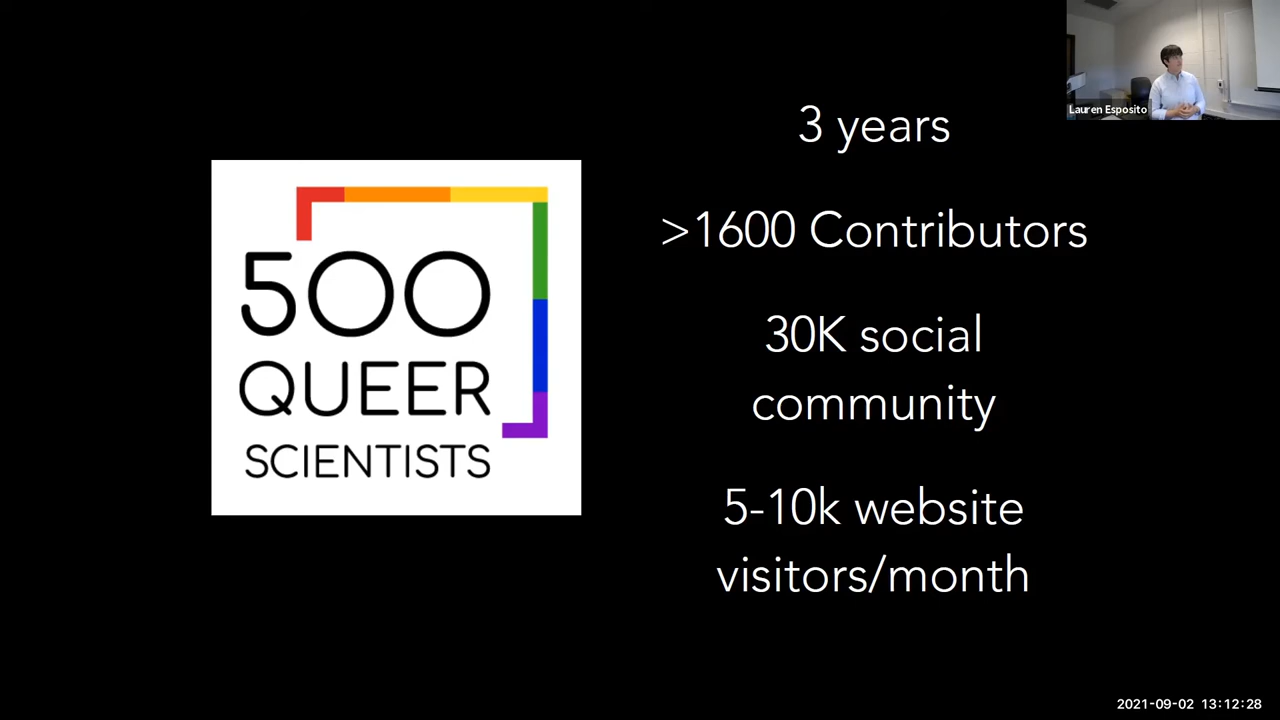 500
QUEER
SCIENTISTS
3 years
>1600 Contributors
30K social
community
5-10k website
visitors/month
Lauren Esposito
2021-09-02 13:12:28